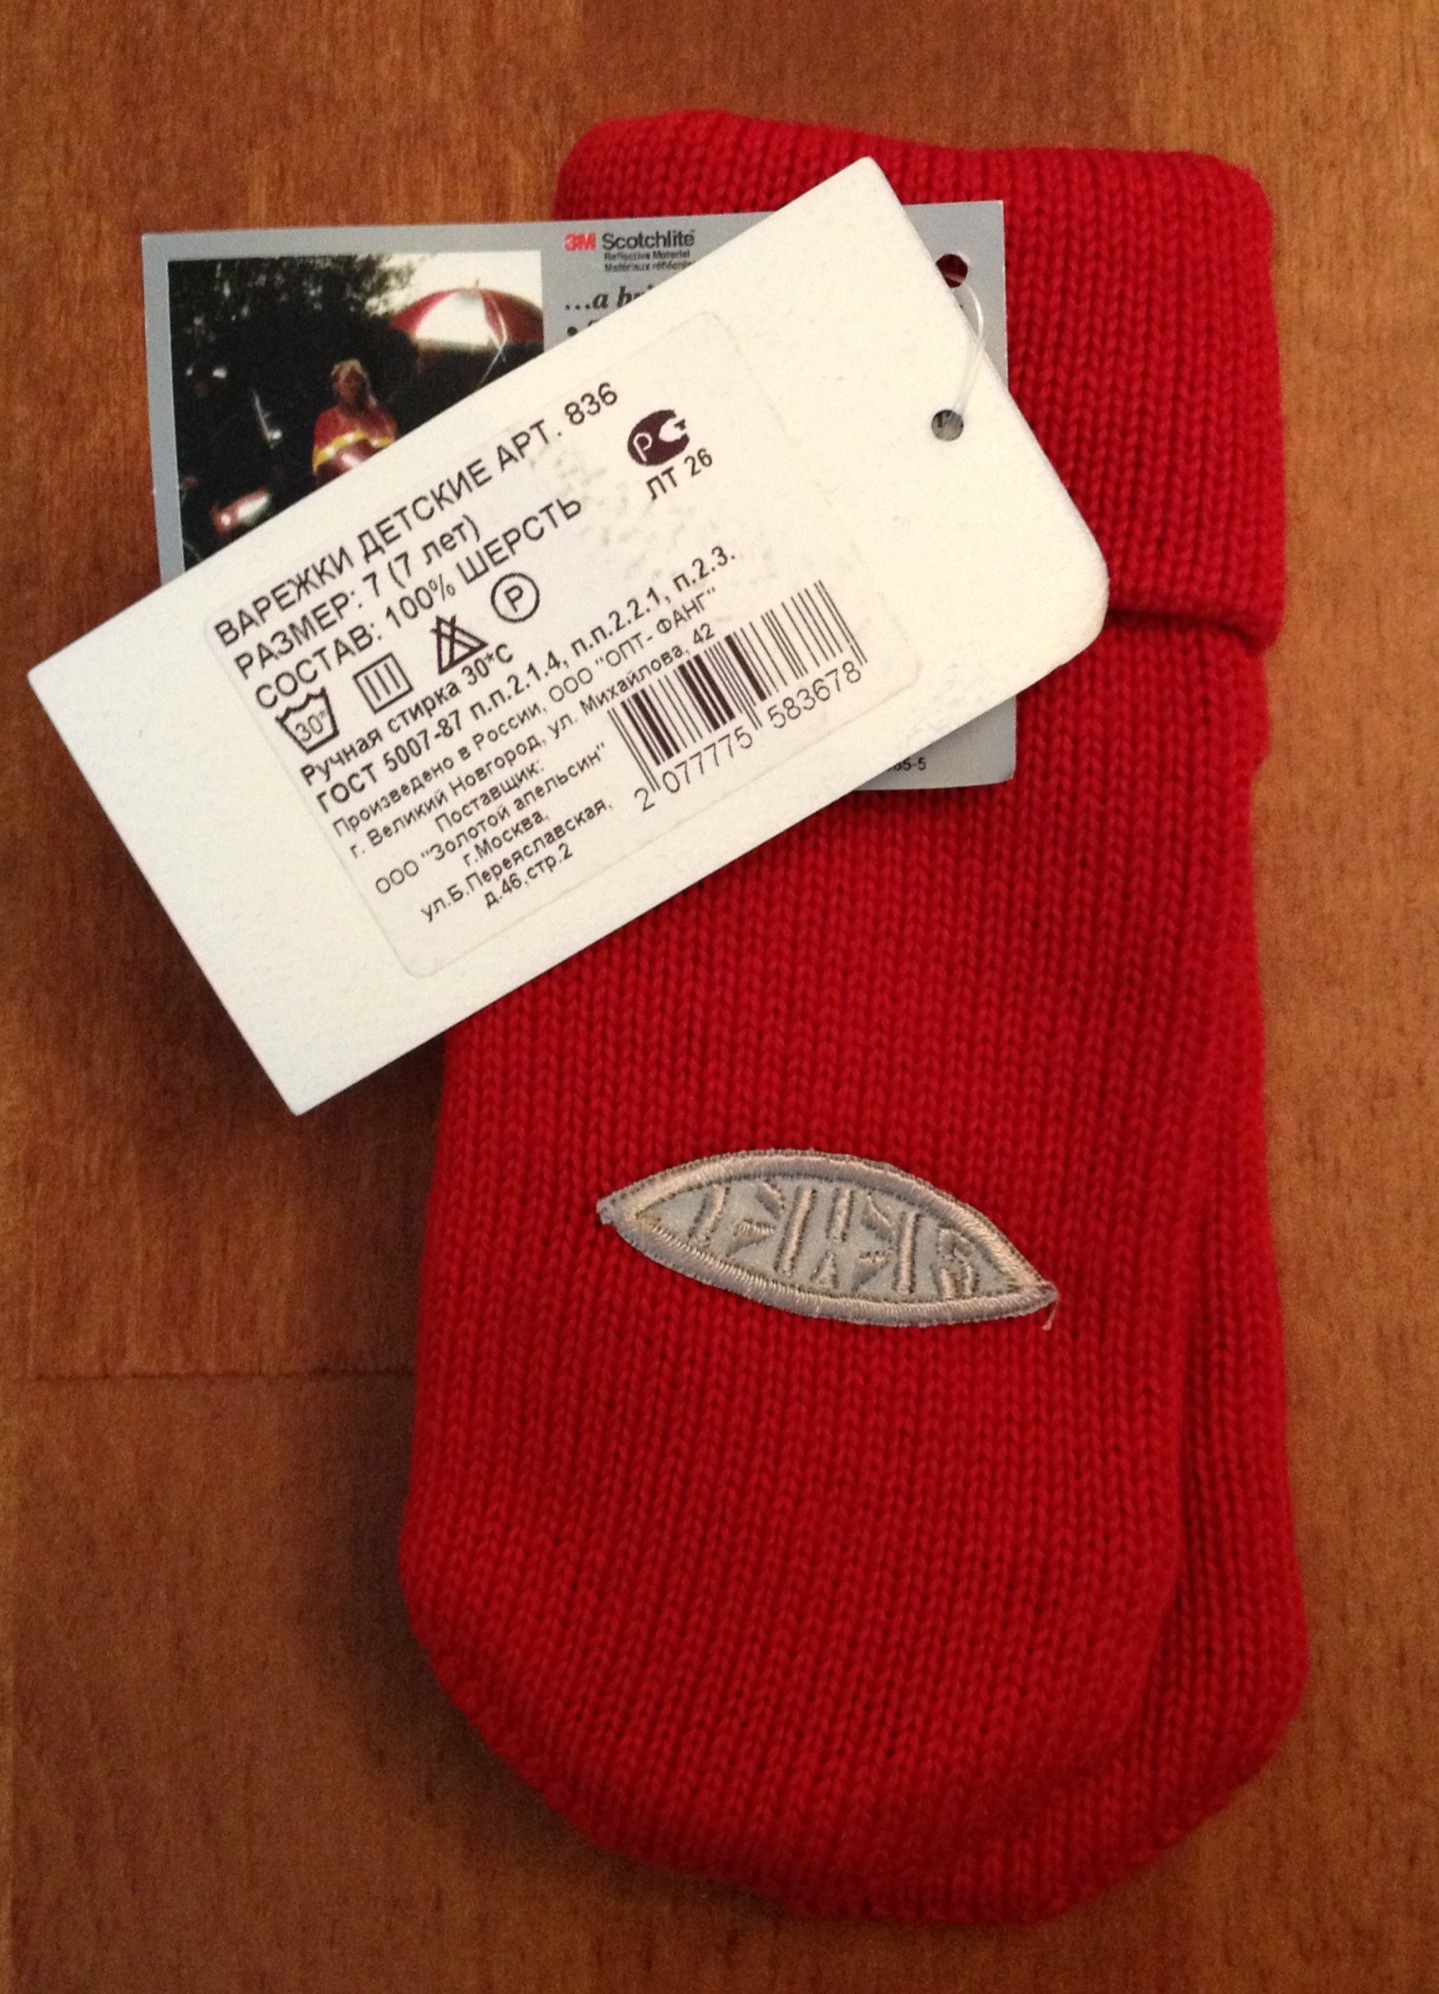 3M Scotchlite
Reflective Material
...a
ВАРЕЖКИ ДЕТСКИЕ АРТ. 836
РАЗМЕР: 7 (7 лет)
СОСТАВ: 100% ШЕРСТЬ
РСТ
ЛТ 26
30°
P
Ручная стирка 30*С
ГОСТ 5007-87 п.п.2.1.4, п.п.2.2.1, п.2.3.
Произведено в России, ООО "ОПТ- ФАНГ"
г. Великий Новгород, ул. Михайлова, 42
Поставщик:
ООО "Золотой апельсин"
г.Москва,
ул.Б.Переяславская,
д.46,стр.2
2 077775 583678